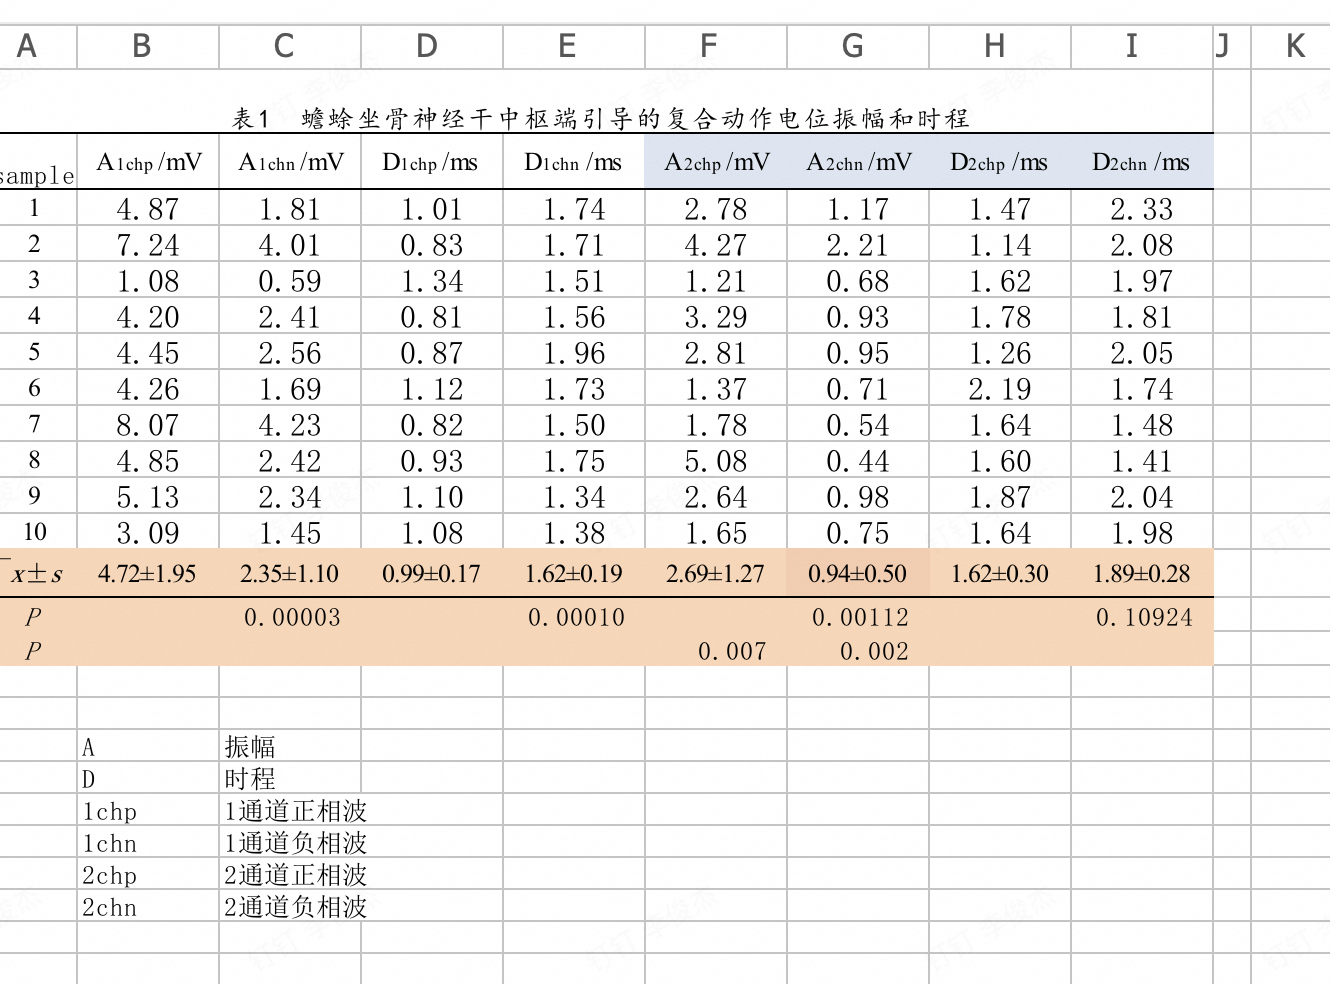 A B C D E F G H I J K
表1 蟾蜍坐骨神经干中枢端引导的复合动作电位振幅和时程
sample A1chp /mV A1chn /mV D1chp /ms D1chn /ms A2chp /mV A2chn /mV D2chp /ms D2chn /ms
1 4.87 1.81 1.01 1.74 2.78 1.17 1.47 2.33
2 7.24 4.01 0.83 1.71 4.27 2.21 1.14 2.08
3 1.08 0.59 1.34 1.51 1.21 0.68 1.62 1.97
4 4.20 2.41 0.81 1.56 3.29 0.93 1.78 1.81
5 4.45 2.56 0.87 1.96 2.81 0.95 1.26 2.05
6 4.26 1.69 1.12 1.73 1.37 0.71 2.19 1.74
7 8.07 4.23 0.82 1.50 1.78 0.54 1.64 1.48
8 4.85 2.42 0.93 1.75 5.08 0.44 1.60 1.41
9 5.13 2.34 1.10 1.34 2.64 0.98 1.87 2.04
10 3.09 1.45 1.08 1.38 1.65 0.75 1.64 1.98
x±s 4.72±1.95 2.35±1.10 0.99±0.17 1.62±0.19 2.69±1.27 0.94±0.50 1.62±0.30 1.89±0.28
P 0.00003 0.00010 0.00112 0.10924
P 0.007 0.002
A 振幅
D 时程
1chp 1通道正相波
1chn 1通道负相波
2chp 2通道正相波
2chn 2通道负相波